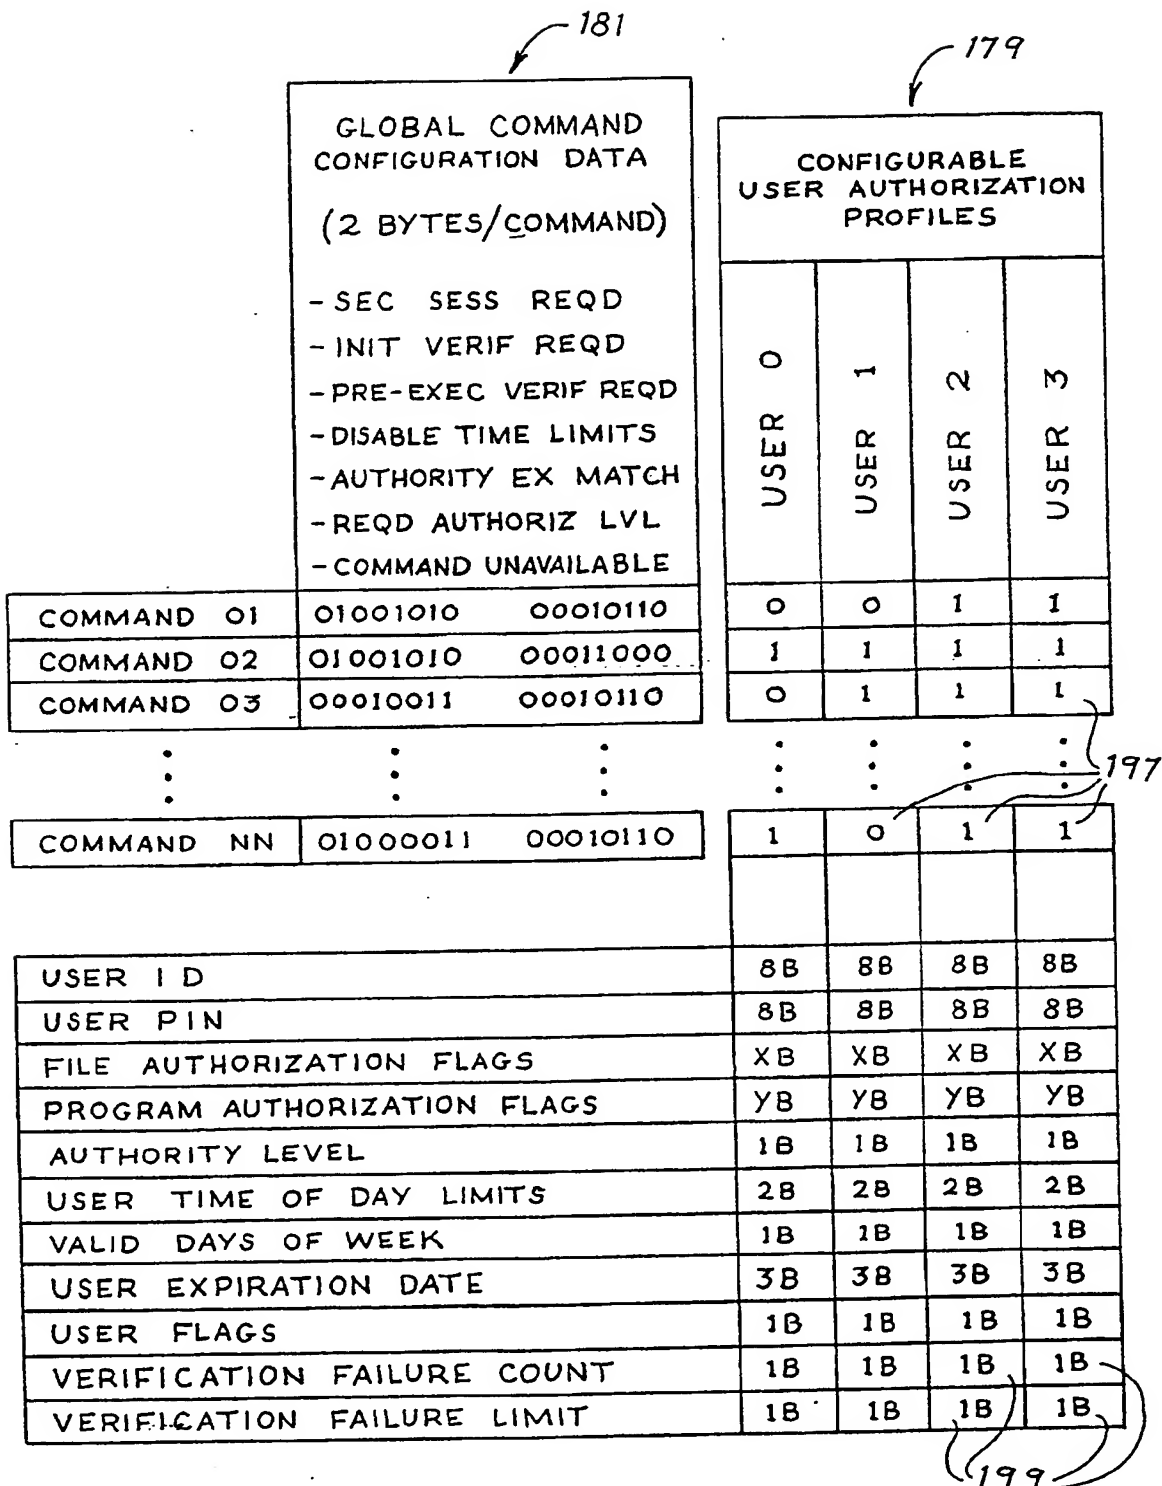 181
179
GLOBAL COMMAND
CONFIGURATION DATA
(2 BYTES/COMMAND)
- SEC SESS REQD
- INIT VERIF REQD
- PRE-EXEC VERIF REQD
- DISABLE TIME LIMITS
- AUTHORITY EX MATCH
- REQD AUTHORIZ LVL
- COMMAND UNAVAILABLE
CONFIGURABLE
USER AUTHORIZATION
PROFILES
USER 0
USER 1
USER 2
USER 3
COMMAND 01 01001010 00010110 0 0 1 1
COMMAND 02 01001010 00011000 1 1 1 1
COMMAND 03 00010011 00010110 0 1 1 1
197
COMMAND NN 01000011 00010110 1 0 1 1
USER ID 8B 8B 8B 8B
USER PIN 8B 8B 8B 8B
FILE AUTHORIZATION FLAGS XB XB XB XB
PROGRAM AUTHORIZATION FLAGS YB YB YB YB
AUTHORITY LEVEL 1B 1B 1B 1B
USER TIME OF DAY LIMITS 2B 2B 2B 2B
VALID DAYS OF WEEK 1B 1B 1B 1B
USER EXPIRATION DATE 3B 3B 3B 3B
USER FLAGS 1B 1B 1B 1B
VERIFICATION FAILURE COUNT 1B 1B 1B 1B
VERIFICATION FAILURE LIMIT 1B 1B 1B 1B
199